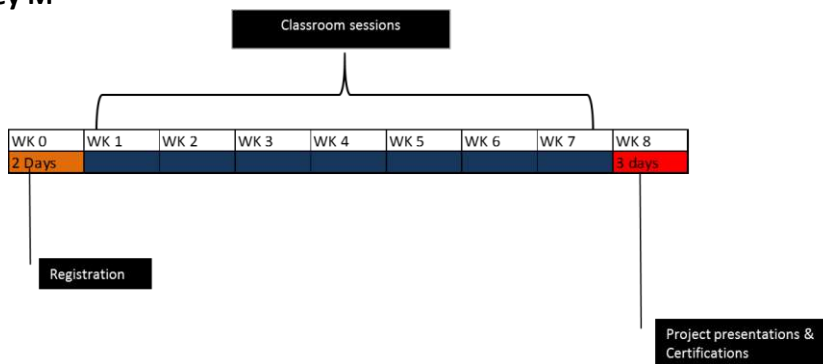 Classroom sessions
WK 0 WK 1 WK 2 WK 3 WK 4 WK 5 WK 6 WK 7 WK 8
2 Days 3 days
Registration
Project presentations &
Certifications